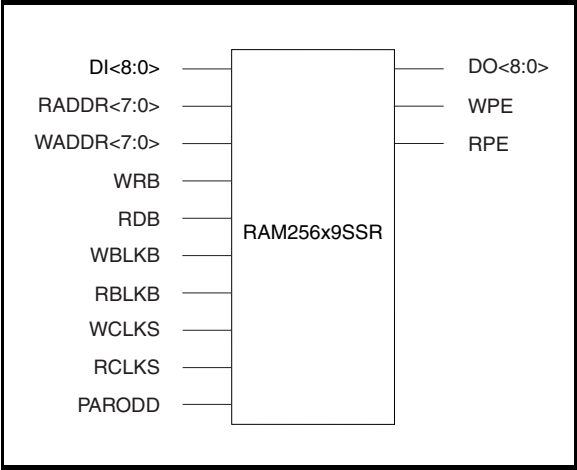 DI<8:0> DO<8:0>
RADDR<7:0> WPE
WADDR<7:0> RPE
WRB
RDB
RAM256x9SSR
WBLKB
RBLKB
WCLKS
RCLKS
PARODD